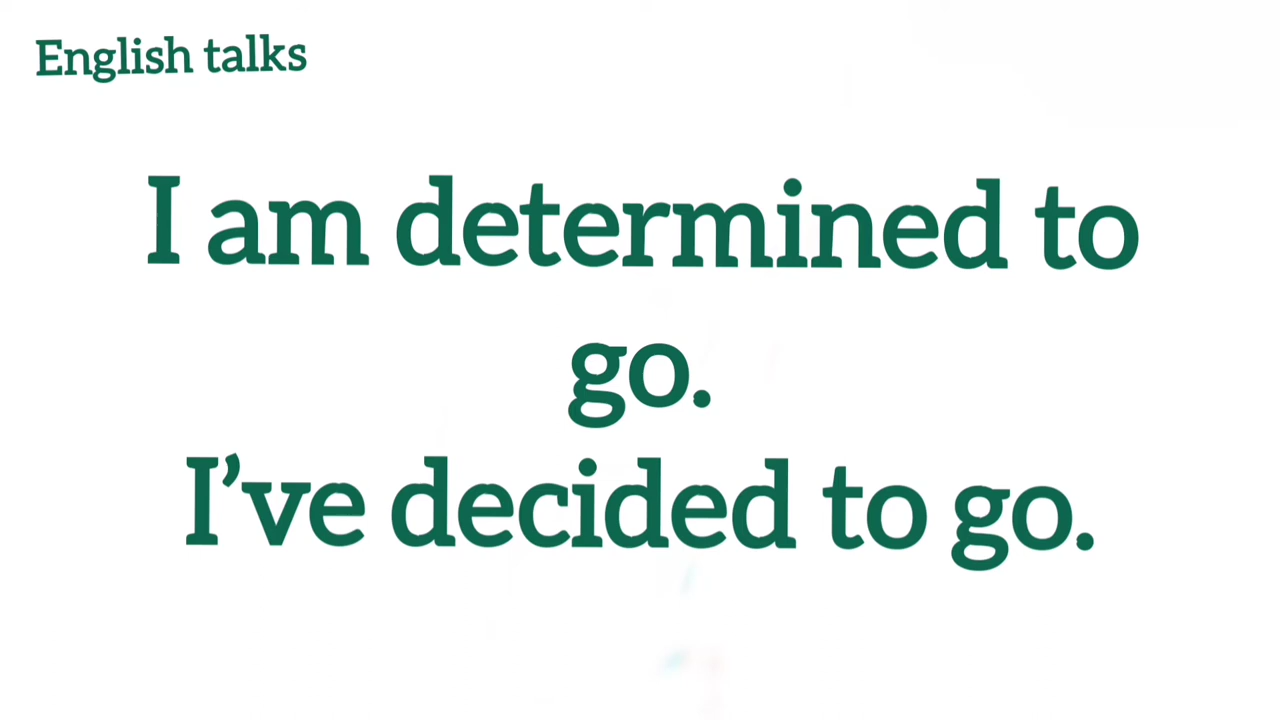 English talks
I am determined to
go.
I’ve decided to go.